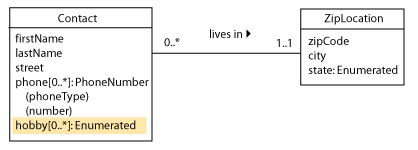 Contact
firstName
lastName
street
phone[0..*]: PhoneNumber
(phoneType)
(number)
hobby[0..*]: Enumerated
lives in
0..*
1..1
ZipLocation
zipCode
city
state: Enumerated